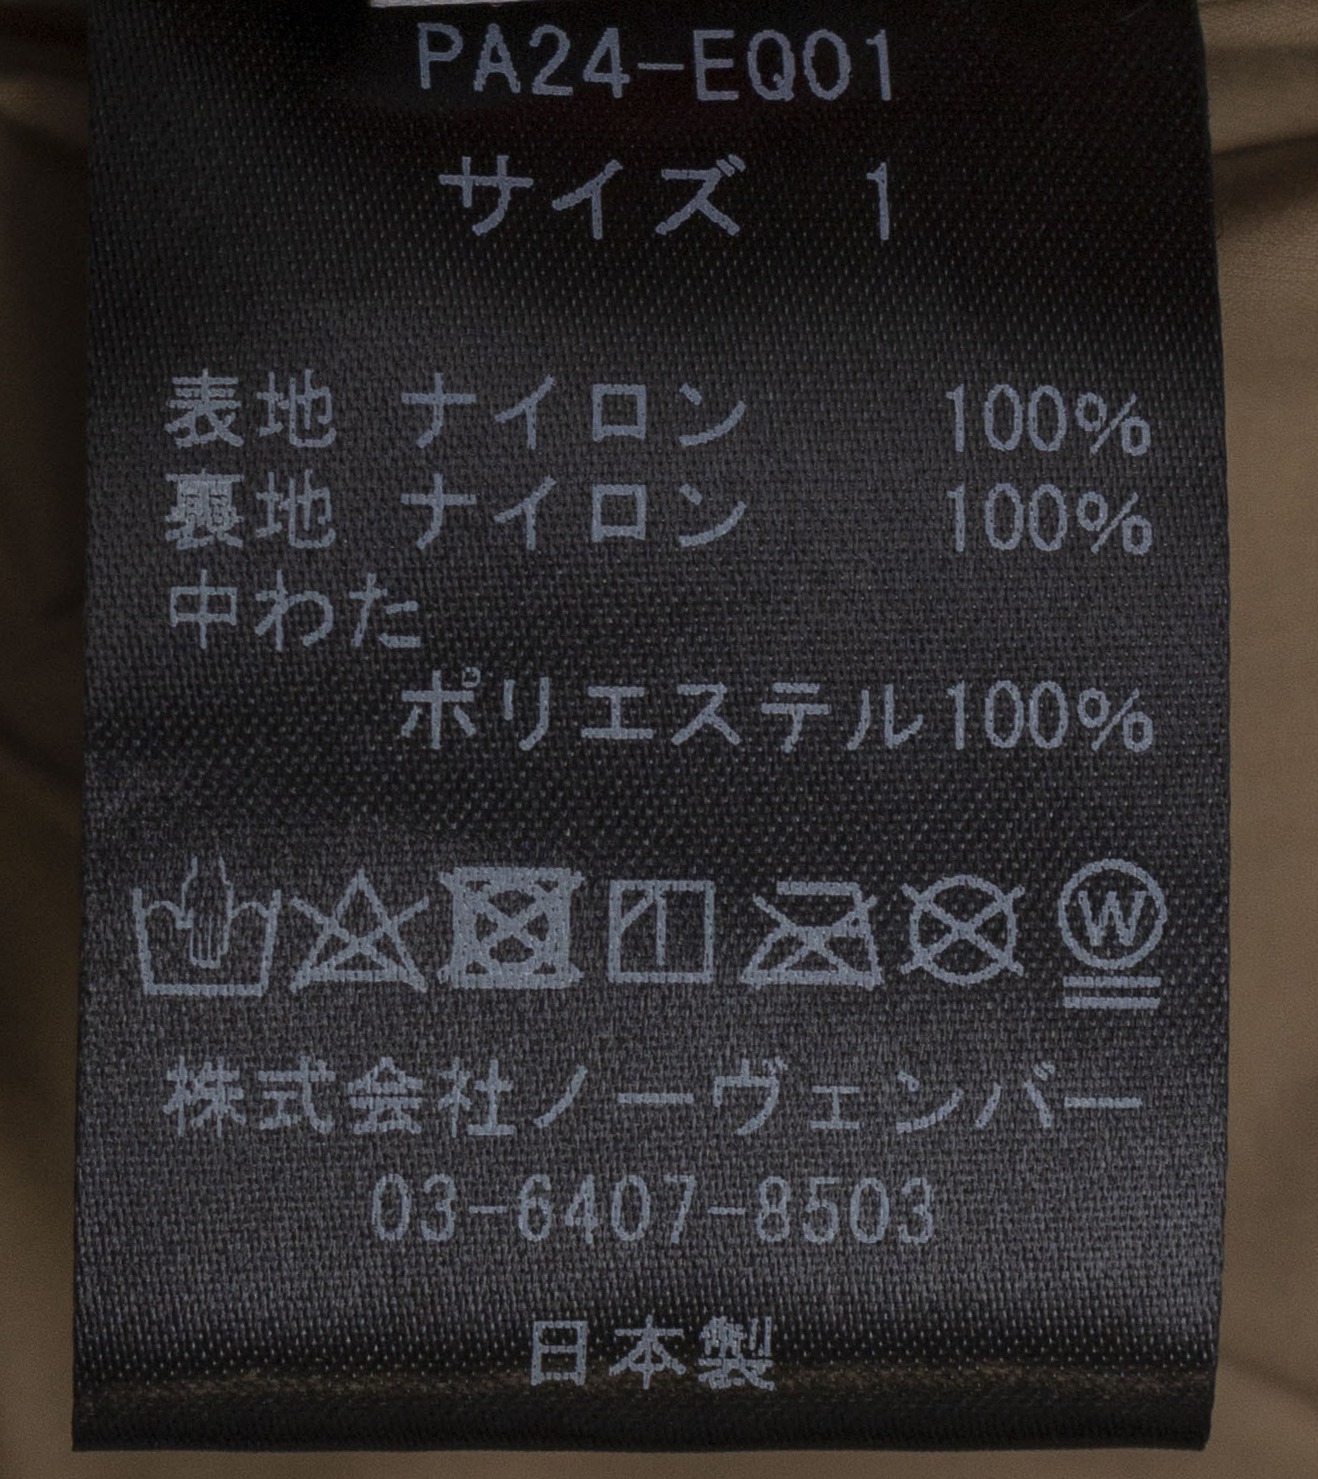 PA24-EQ01
サイズ 1
表地 ナイロン 100%
裏地 ナイロン 100%
中わた
ポリエステル100%
W
株式会社ノーヴェンバー
03-6407-8503
日本製